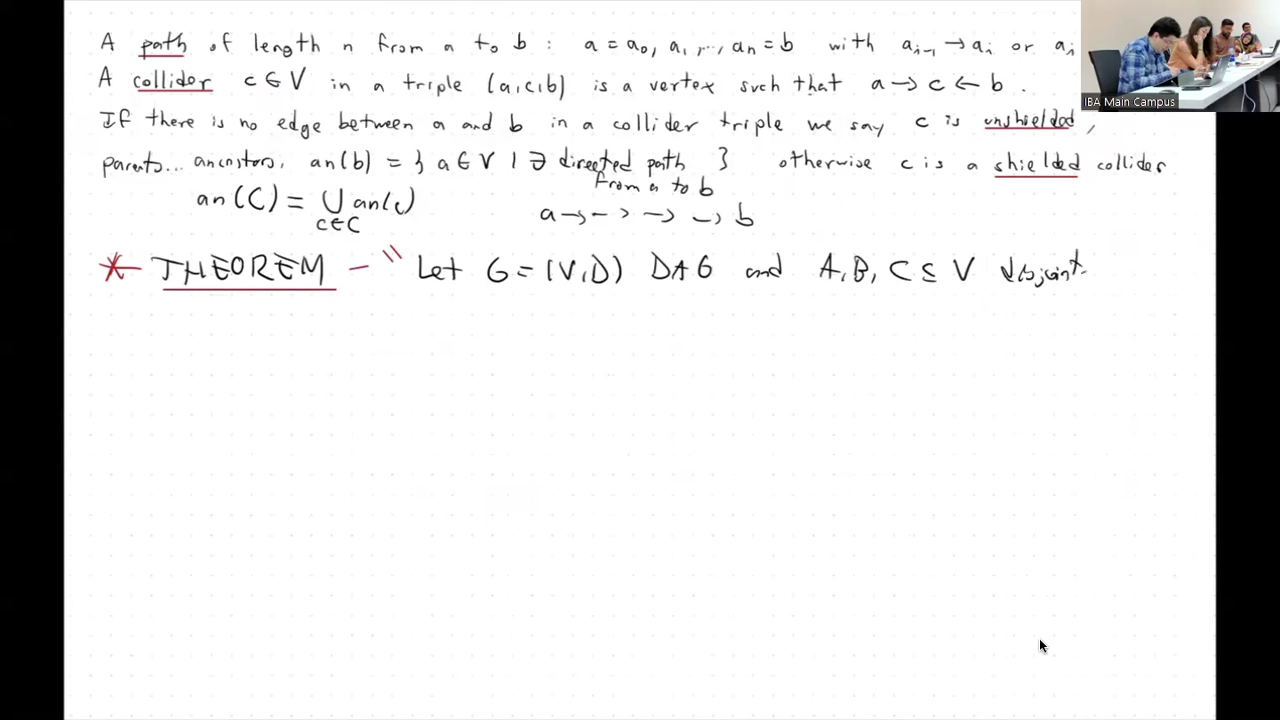 A path of length n from a to b : a = a₀, a₁, ..., aₙ = b with aᵢ₋₁ → aᵢ or aᵢ
A collider c ∈ V in a triple (a,c,b) is a vertex such that a → c ← b .
If there is no edge between a and b in a collider triple we say c is unshielded,
parents... ancestors, an(b) = { a ∈ V | ∃ directed path from a to b } otherwise c is a shielded collider
an(C) = ⋃ an(c) a → → → → b
c∈C
* THEOREM - " Let G = (V,D) DAG and A, B, C ⊆ V disjoint.
IBA Main Campus